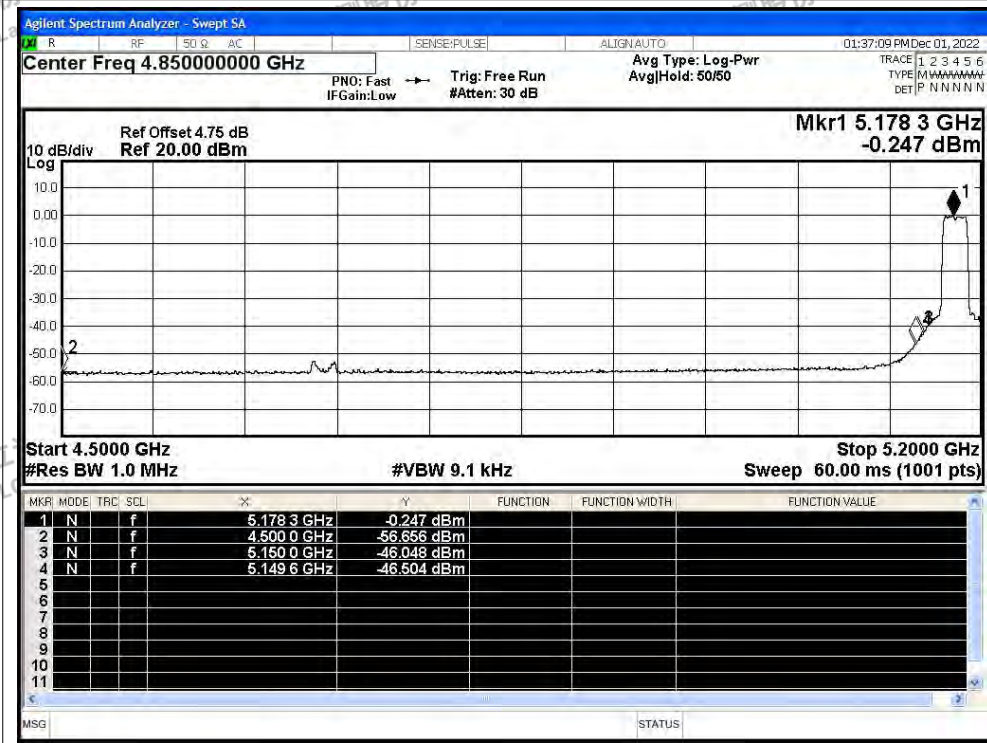 Agilent Spectrum Analyzer - Swept SA
LXI R RF 50 Ω AC SENSE:PULSE ALIGNAUTO 01:37:09 PM Dec 01, 2022
Center Freq 4.850000000 GHz
PNO: Fast
IFGain:Low
Trig: Free Run
#Atten: 30 dB
Avg Type: Log-Pwr
Avg|Hold: 50/50
TRACE 1 2 3 4 5 6
TYPE M
DET P N N N N N
Ref Offset 4.75 dB
10 dB/div Ref 20.00 dBm
Log
Mkr1 5.178 3 GHz
-0.247 dBm
10.0
0.00
-10.0
-20.0
-30.0
-40.0
-50.0
-60.0
-70.0
1
2
Start 4.5000 GHz Stop 5.2000 GHz
#Res BW 1.0 MHz #VBW 9.1 kHz Sweep 60.00 ms (1001 pts)
MKR MODE TRC SCL X Y FUNCTION FUNCTION WIDTH FUNCTION VALUE
1 N f 5.178 3 GHz -0.247 dBm
2 N f 4.500 0 GHz -56.656 dBm
3 N f 5.150 0 GHz -46.048 dBm
4 N f 5.149 6 GHz -46.504 dBm
5
6
7
8
9
10
11
MSG STATUS